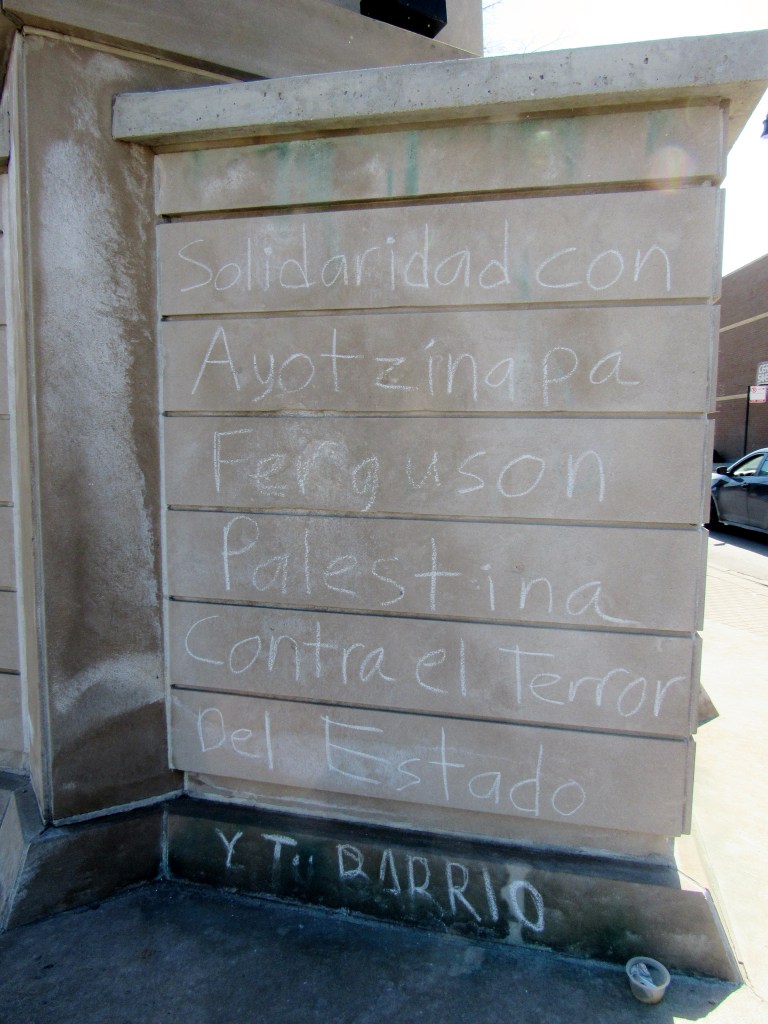 Solidaridad con
Ayotzinapa
Ferguson
Palestina
Contra el Terror
Del Estado
Y Tu BARRIO